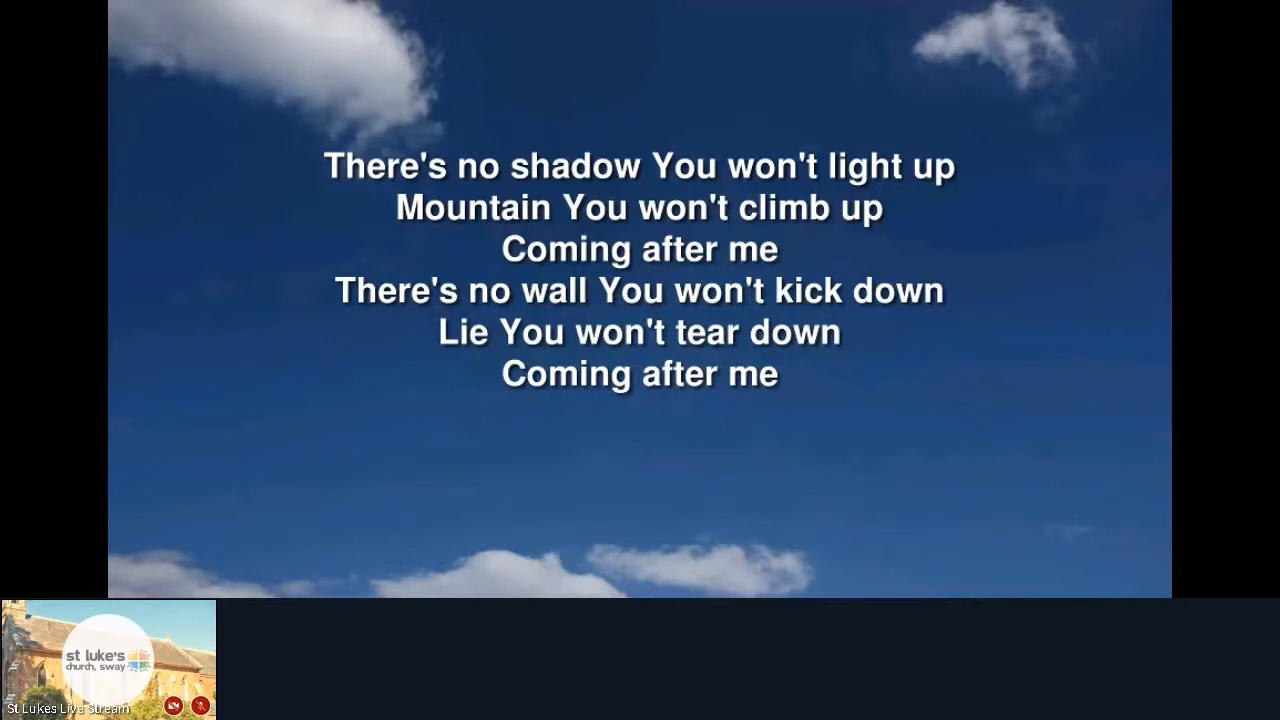 There's no shadow You won't light up
Mountain You won't climb up
Coming after me
There's no wall You won't kick down
Lie You won't tear down
Coming after me
st luke's
church, sway
St Lukes Live Stream